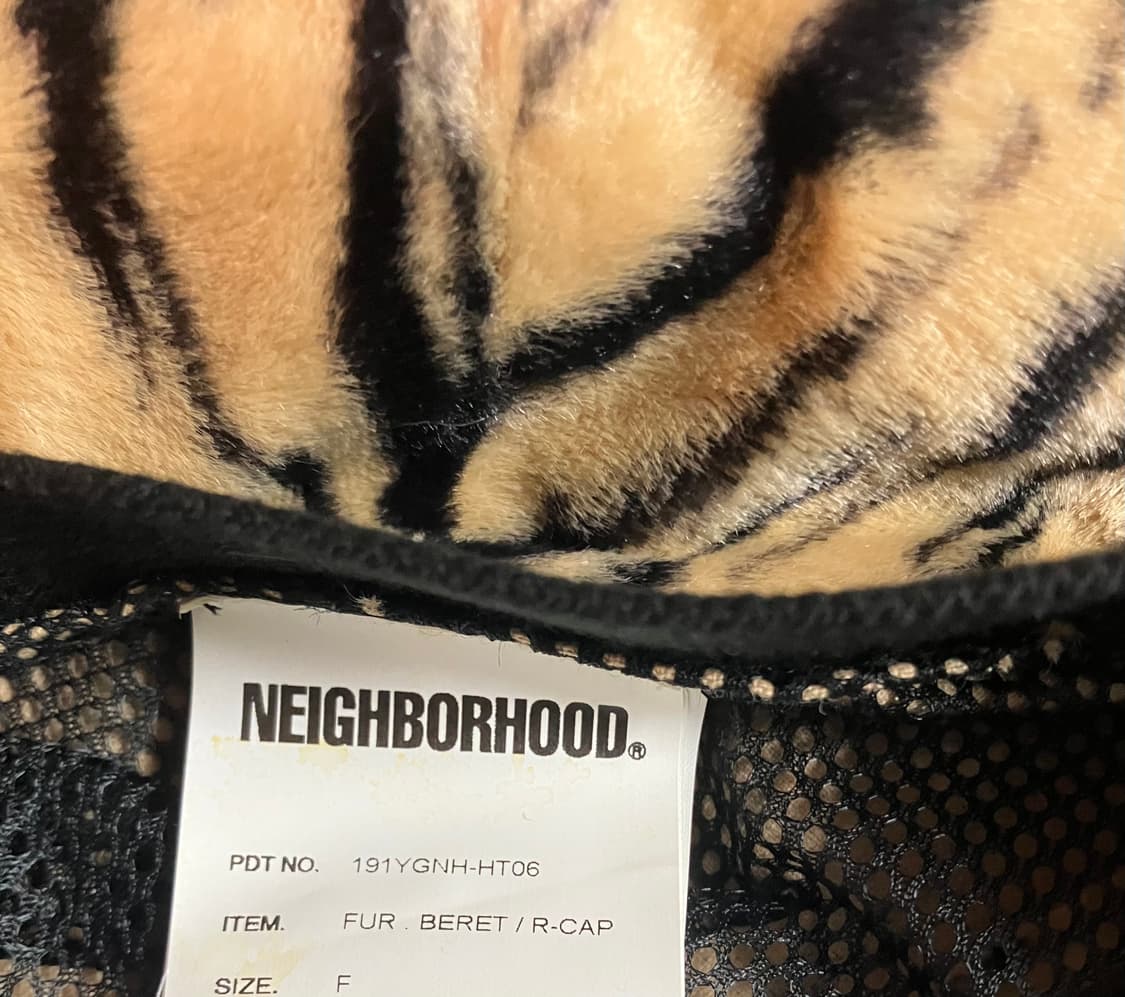 NEIGHBORHOOD®
PDT NO. 191YGNH-HT06
ITEM. FUR . BERET / R-CAP
SIZE. F